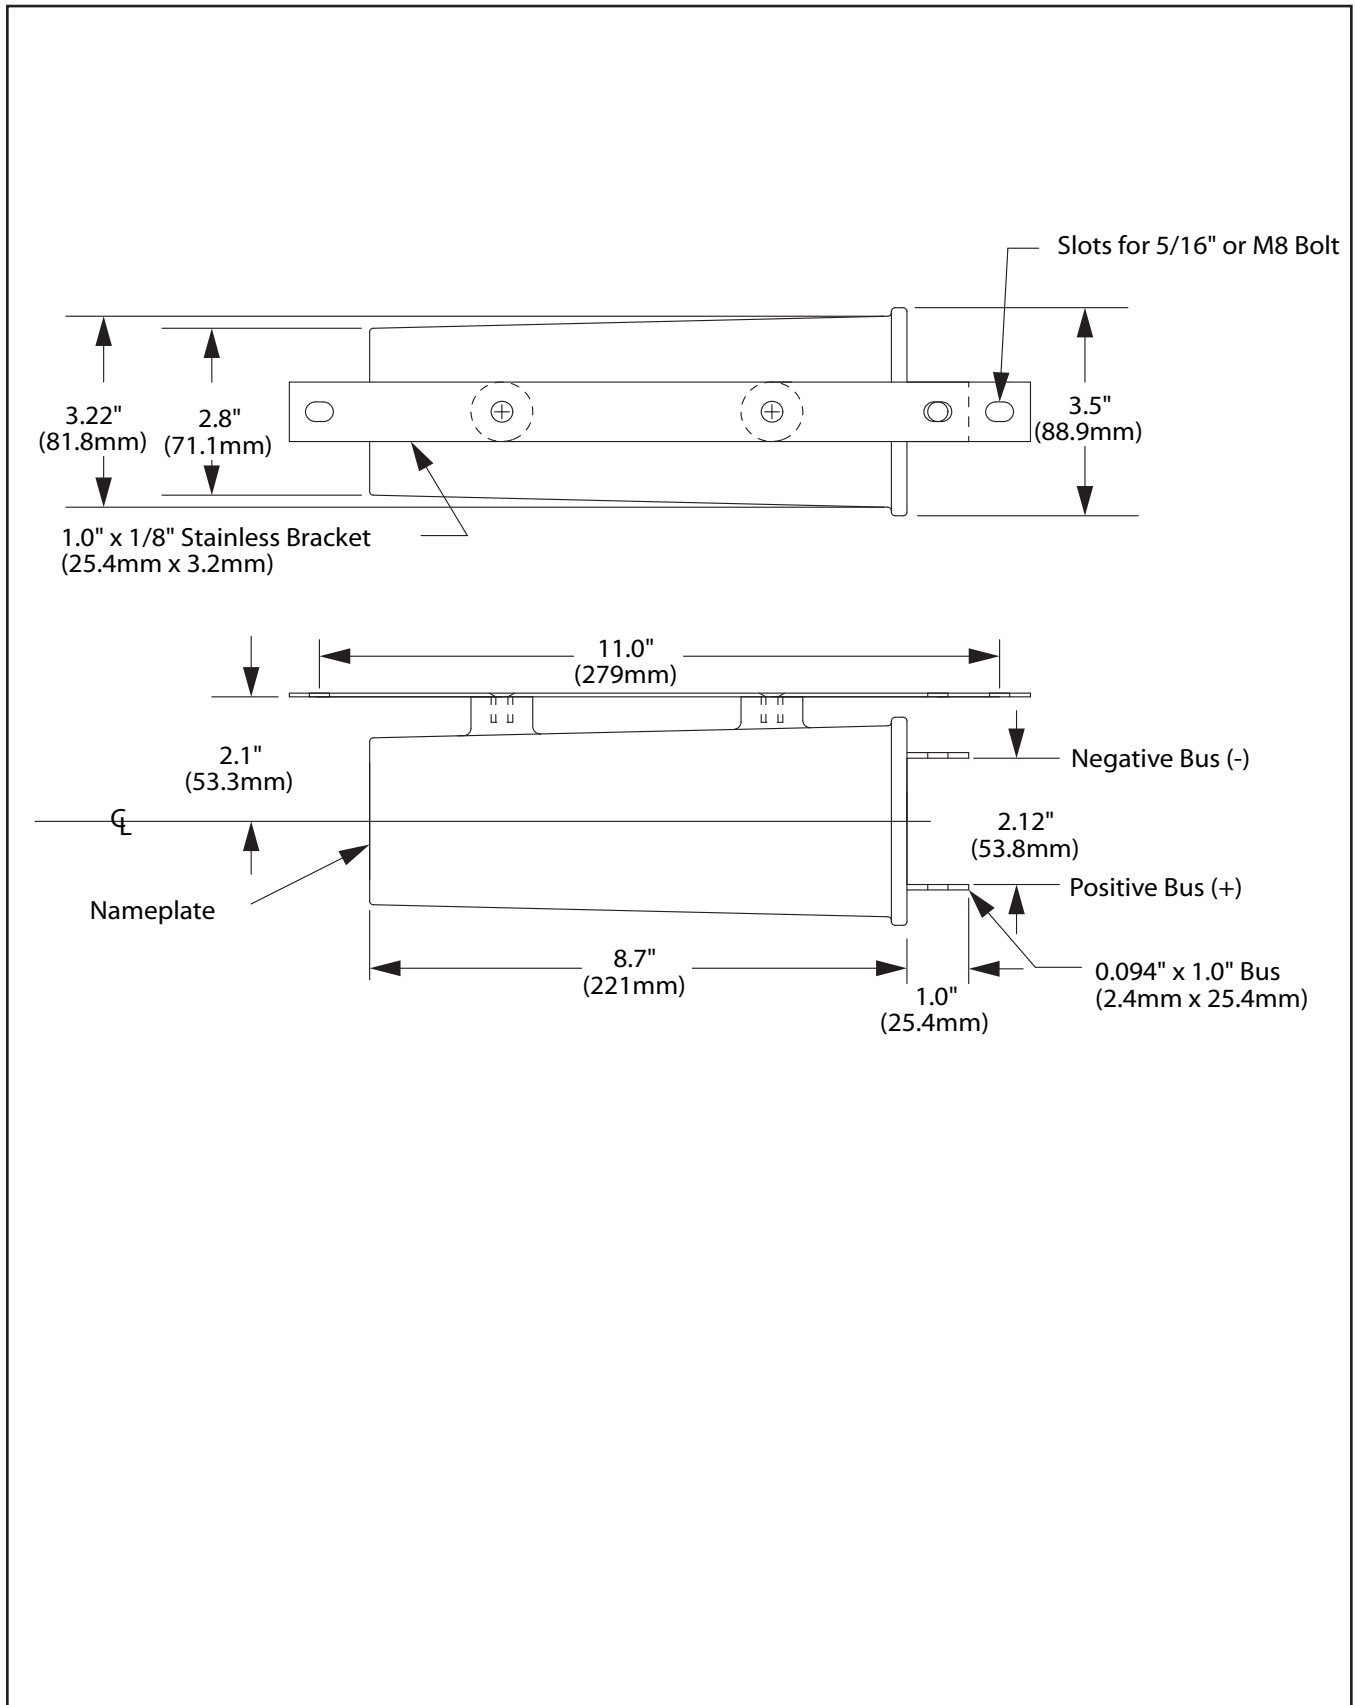 Slots for 5/16" or M8 Bolt
3.22"
(81.8mm)
2.8"
(71.1mm)
3.5"
(88.9mm)
1.0" x 1/8" Stainless Bracket
(25.4mm x 3.2mm)
11.0"
(279mm)
2.1"
(53.3mm)
Negative Bus (-)
℄
2.12"
(53.8mm)
Positive Bus (+)
Nameplate
8.7"
(221mm)
1.0"
(25.4mm)
0.094" x 1.0" Bus
(2.4mm x 25.4mm)